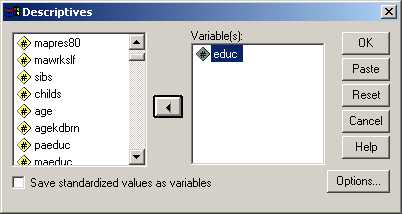 Descriptives
mapres80
mawrkslf
sibs
childs
age
agekdbrn
paeduc
maeduc
Variable(s):
educ
OK
Paste
Reset
Cancel
Help
Save standardized values as variables
Options...